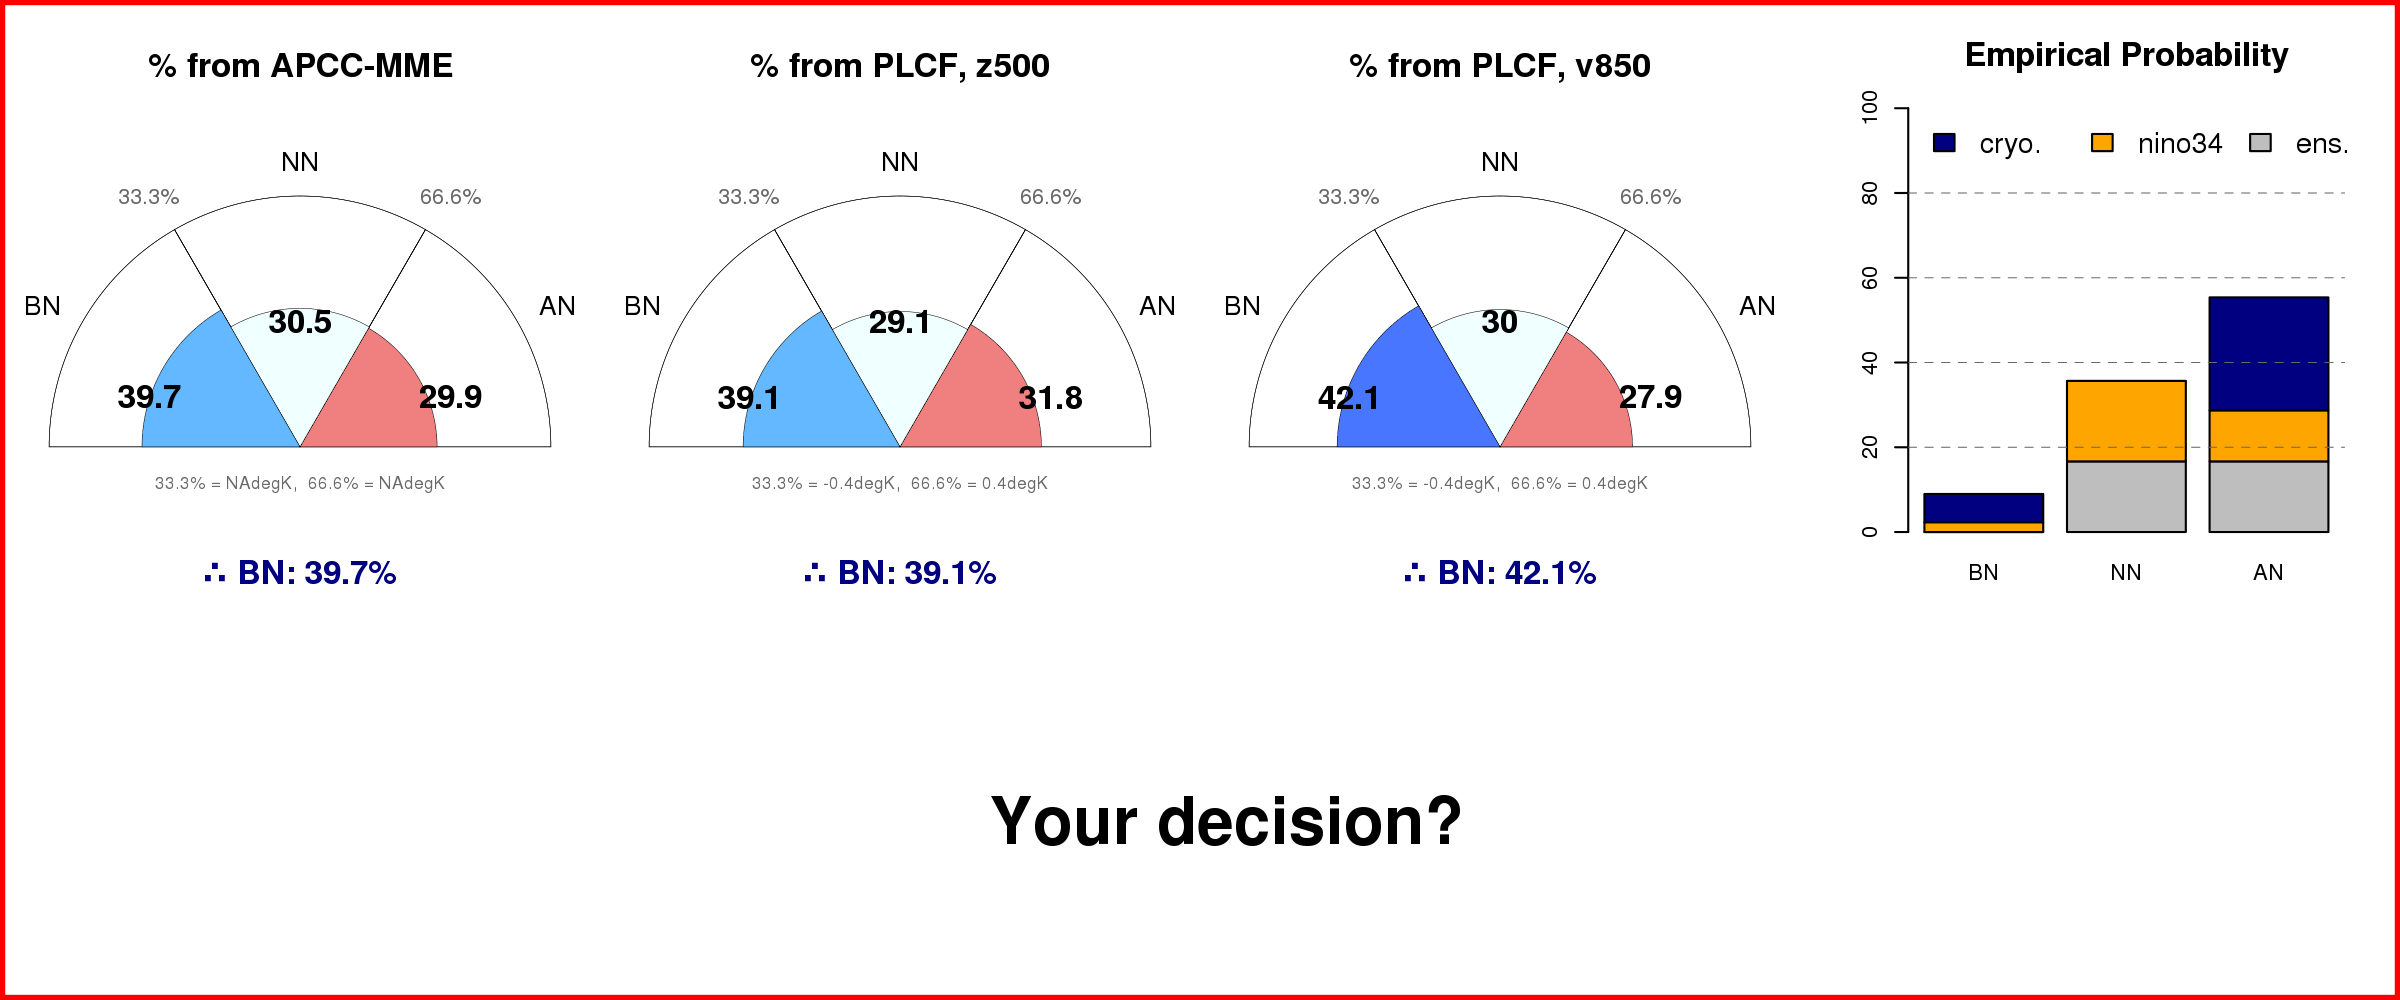 % from APCC-MME
NN
33.3%
66.6%
BN
AN
30.5
39.7
29.9
33.3% = NAdegK, 66.6% = NAdegK
∴ BN: 39.7%
% from PLCF, z500
NN
33.3%
66.6%
BN
AN
29.1
39.1
31.8
33.3% = -0.4degK, 66.6% = 0.4degK
∴ BN: 39.1%
% from PLCF, v850
NN
33.3%
66.6%
BN
AN
30
42.1
27.9
33.3% = -0.4degK, 66.6% = 0.4degK
∴ BN: 42.1%
Empirical Probability
cryo. nino34 ens.
100
80
60
40
20
0
BN NN AN
Your decision?